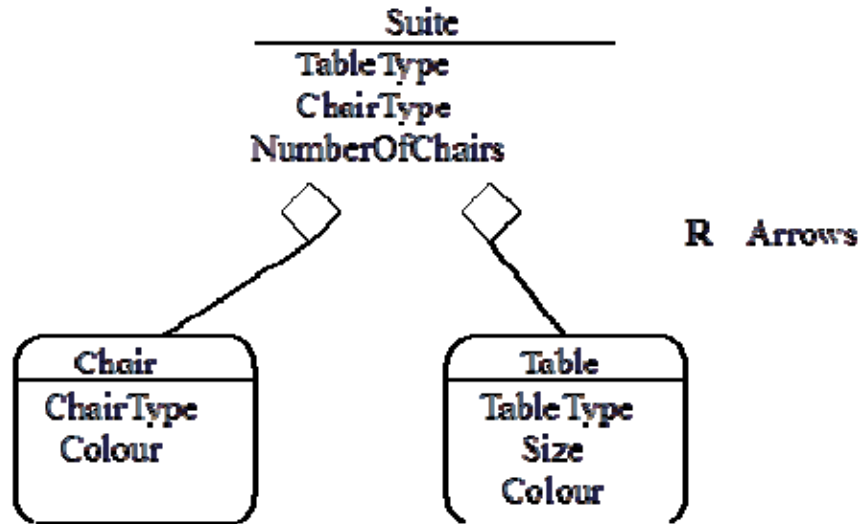 Suite
TableType
ChairType
NumberOfChairs
R Arrows
Chair
ChairType
Colour
Table
TableType
Size
Colour